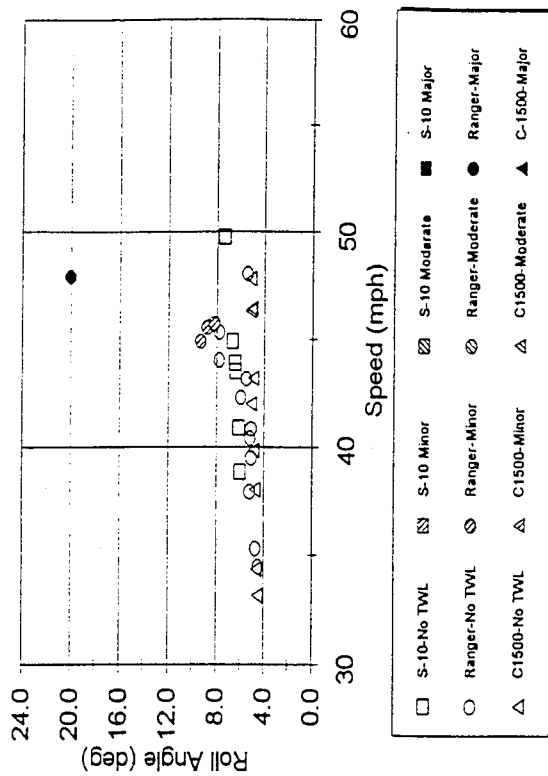 Roll Angle (deg)
24.0
20.0
16.0
12.0
8.0
4.0
0.0
30
40
50
60
Speed (mph)
S-10-No TWL
S-10 Minor
S-10 Moderate
S-10 Major
Ranger-No TWL
Ranger-Minor
Ranger-Moderate
Ranger-Major
C1500-No TWL
C1500-Minor
C1500-Moderate
C-1500-Major